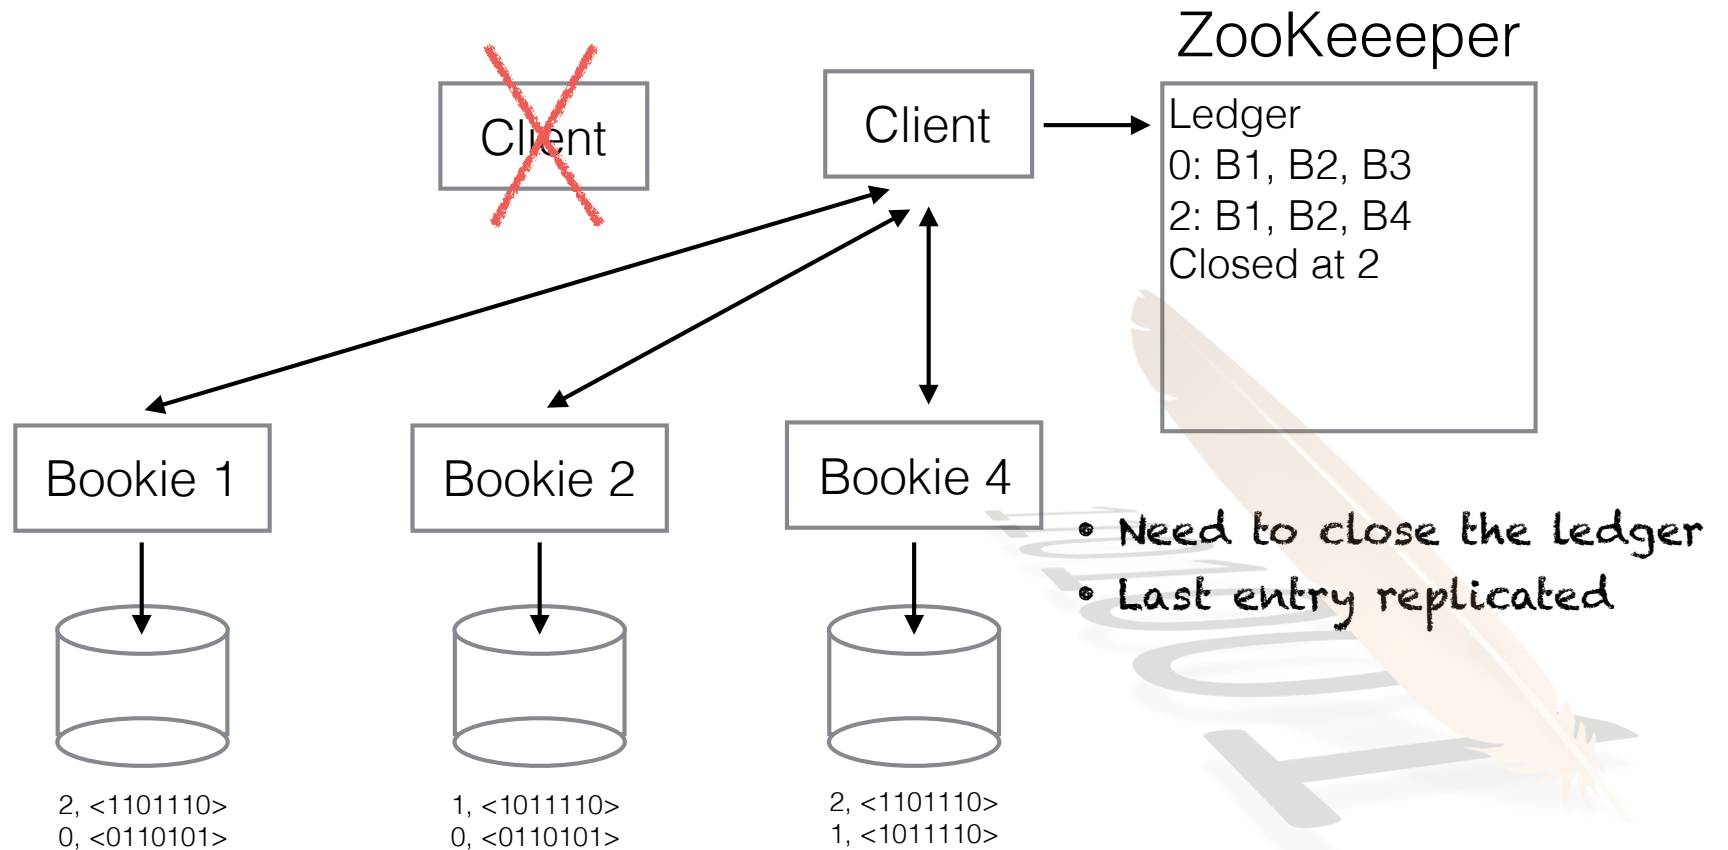 ZooKeeeper
Client
Client
Ledger
0: B1, B2, B3
2: B1, B2, B4
Closed at 2
Bookie 1
Bookie 2
Bookie 4
• Need to close the ledger
• Last entry replicated
2, <1101110>
0, <0110101>
1, <1011110>
0, <0110101>
2, <1101110>
1, <1011110>